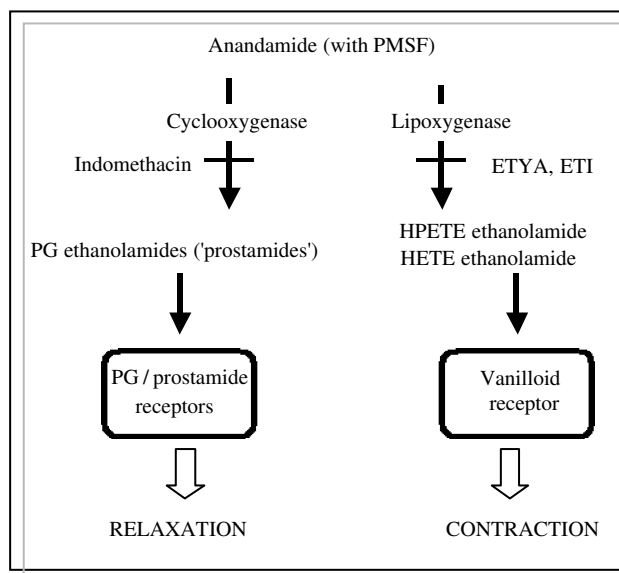 Anandamide (with PMSF)
Cyclooxygenase
Lipoxygenase
Indomethacin
ETYA, ETI
PG ethanolamides ('prostamides')
HPETE ethanolamide
HETE ethanolamide
PG / prostamide
receptors
Vanilloid
receptor
RELAXATION
CONTRACTION